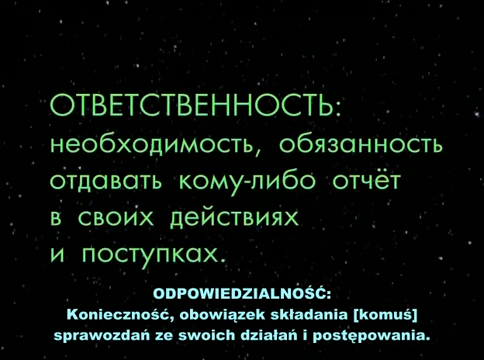 ОТВЕТСТВЕННОСТЬ:
необходимость, обязанность
отдавать кому-либо отчёт
в своих действиях
и поступках.
ODPOWIEDZIALNOŚĆ:
Konieczność, obowiązek składania [komuś]
sprawozdań ze swoich działań i postępowania.